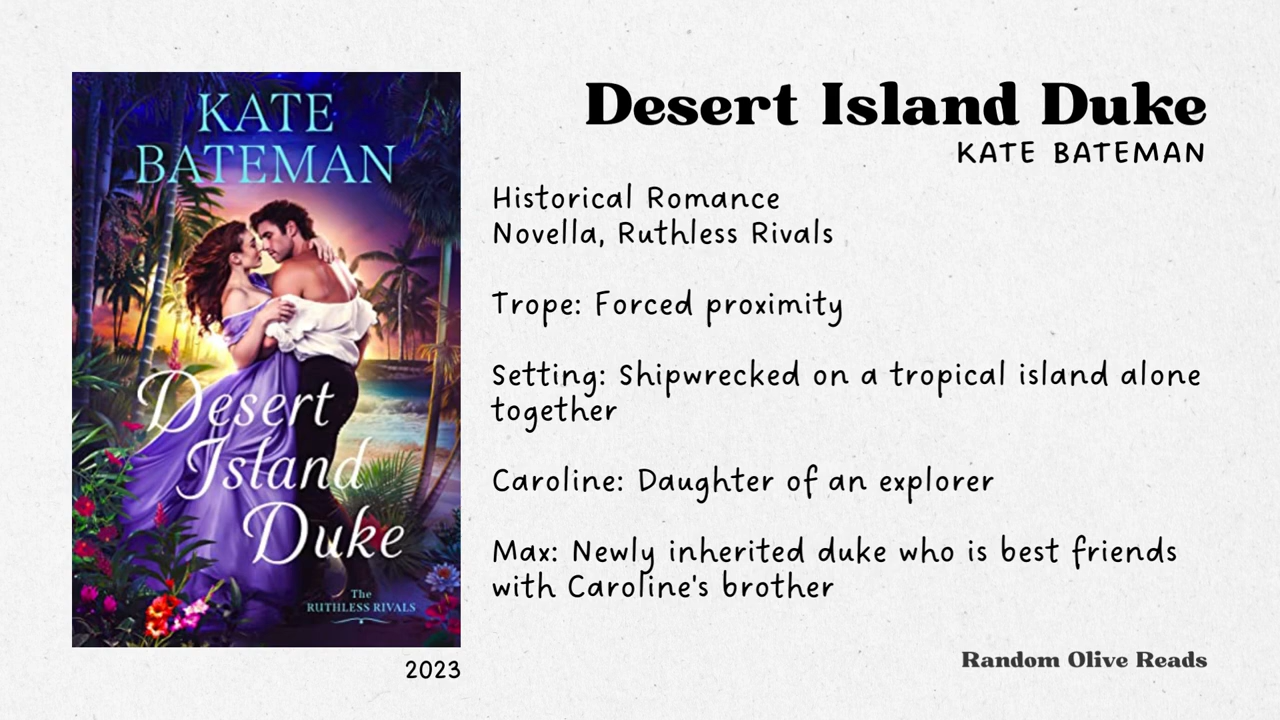 KATE
BATEMAN
Desert
Island
Duke
The
RUTHLESS RIVALS
2023
Desert Island Duke
KATE BATEMAN
Historical Romance
Novella, Ruthless Rivals
Trope: Forced proximity
Setting: Shipwrecked on a tropical island alone
together
Caroline: Daughter of an explorer
Max: Newly inherited duke who is best friends
with Caroline's brother
Random Olive Reads